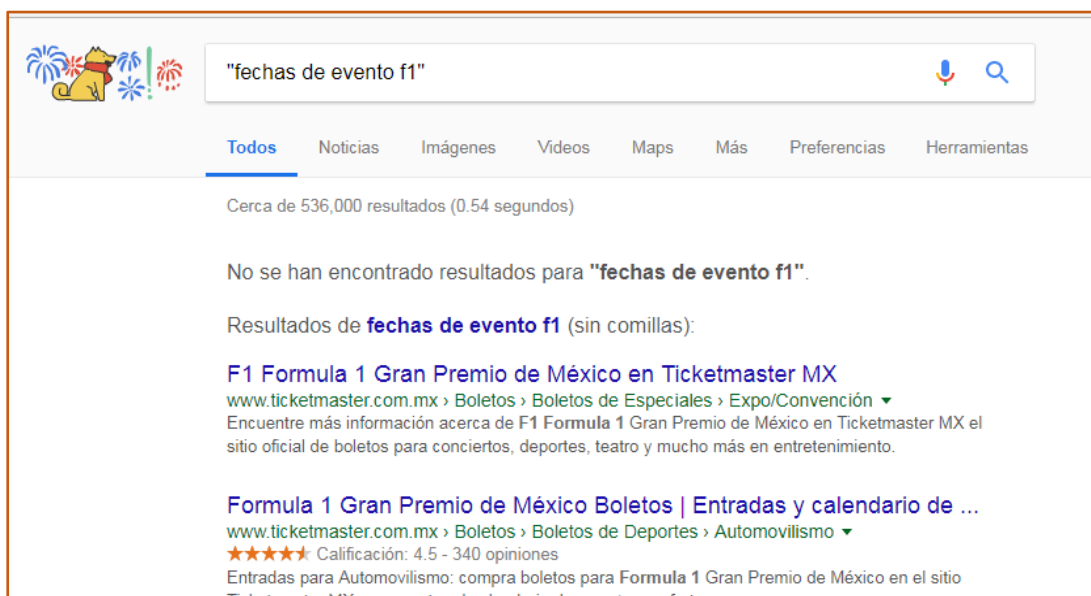 "fechas de evento f1"
Todos Noticias Imágenes Videos Maps Más Preferencias Herramientas
Cerca de 536,000 resultados (0.54 segundos)
No se han encontrado resultados para "fechas de evento f1".
Resultados de fechas de evento f1 (sin comillas):
F1 Formula 1 Gran Premio de México en Ticketmaster MX
www.ticketmaster.com.mx › Boletos › Boletos de Especiales › Expo/Convención
Encuentre más información acerca de F1 Formula 1 Gran Premio de México en Ticketmaster MX el
sitio oficial de boletos para conciertos, deportes, teatro y mucho más en entretenimiento.
Formula 1 Gran Premio de México Boletos | Entradas y calendario de ...
www.ticketmaster.com.mx › Boletos › Boletos de Deportes › Automovilismo
Calificación: 4.5 - 340 opiniones
Entradas para Automovilismo: compra boletos para Formula 1 Gran Premio de México en el sitio